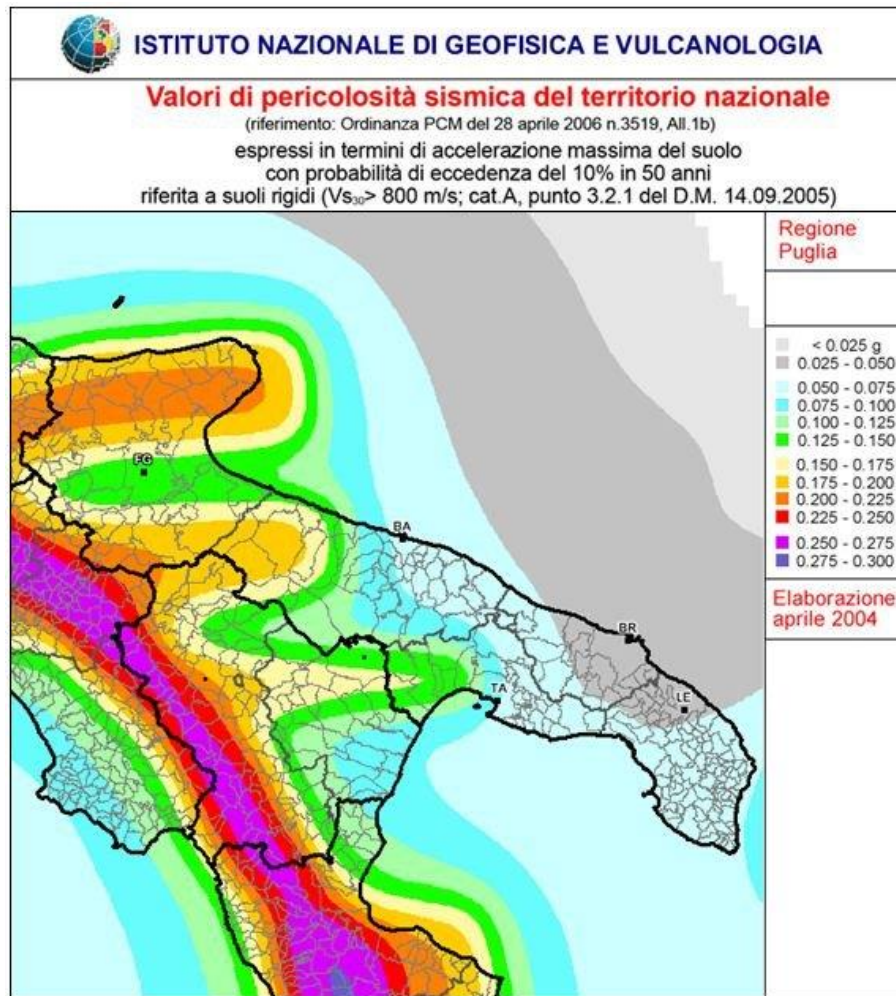 ISTITUTO NAZIONALE DI GEOFISICA E VULCANOLOGIA
Valori di pericolosità sismica del territorio nazionale
(riferimento: Ordinanza PCM del 28 aprile 2006 n.3519, All.1b)
espressi in termini di accelerazione massima del suolo
con probabilità di eccedenza del 10% in 50 anni
riferita a suoli rigidi (Vs₃₀> 800 m/s; cat.A, punto 3.2.1 del D.M. 14.09.2005)
Regione
Puglia
< 0.025 g
0.025 - 0.050
0.050 - 0.075
0.075 - 0.100
0.100 - 0.125
0.125 - 0.150
0.150 - 0.175
0.175 - 0.200
0.200 - 0.225
0.225 - 0.250
0.250 - 0.275
0.275 - 0.300
Elaborazione
aprile 2004
FG
BA
BR
TA
LE